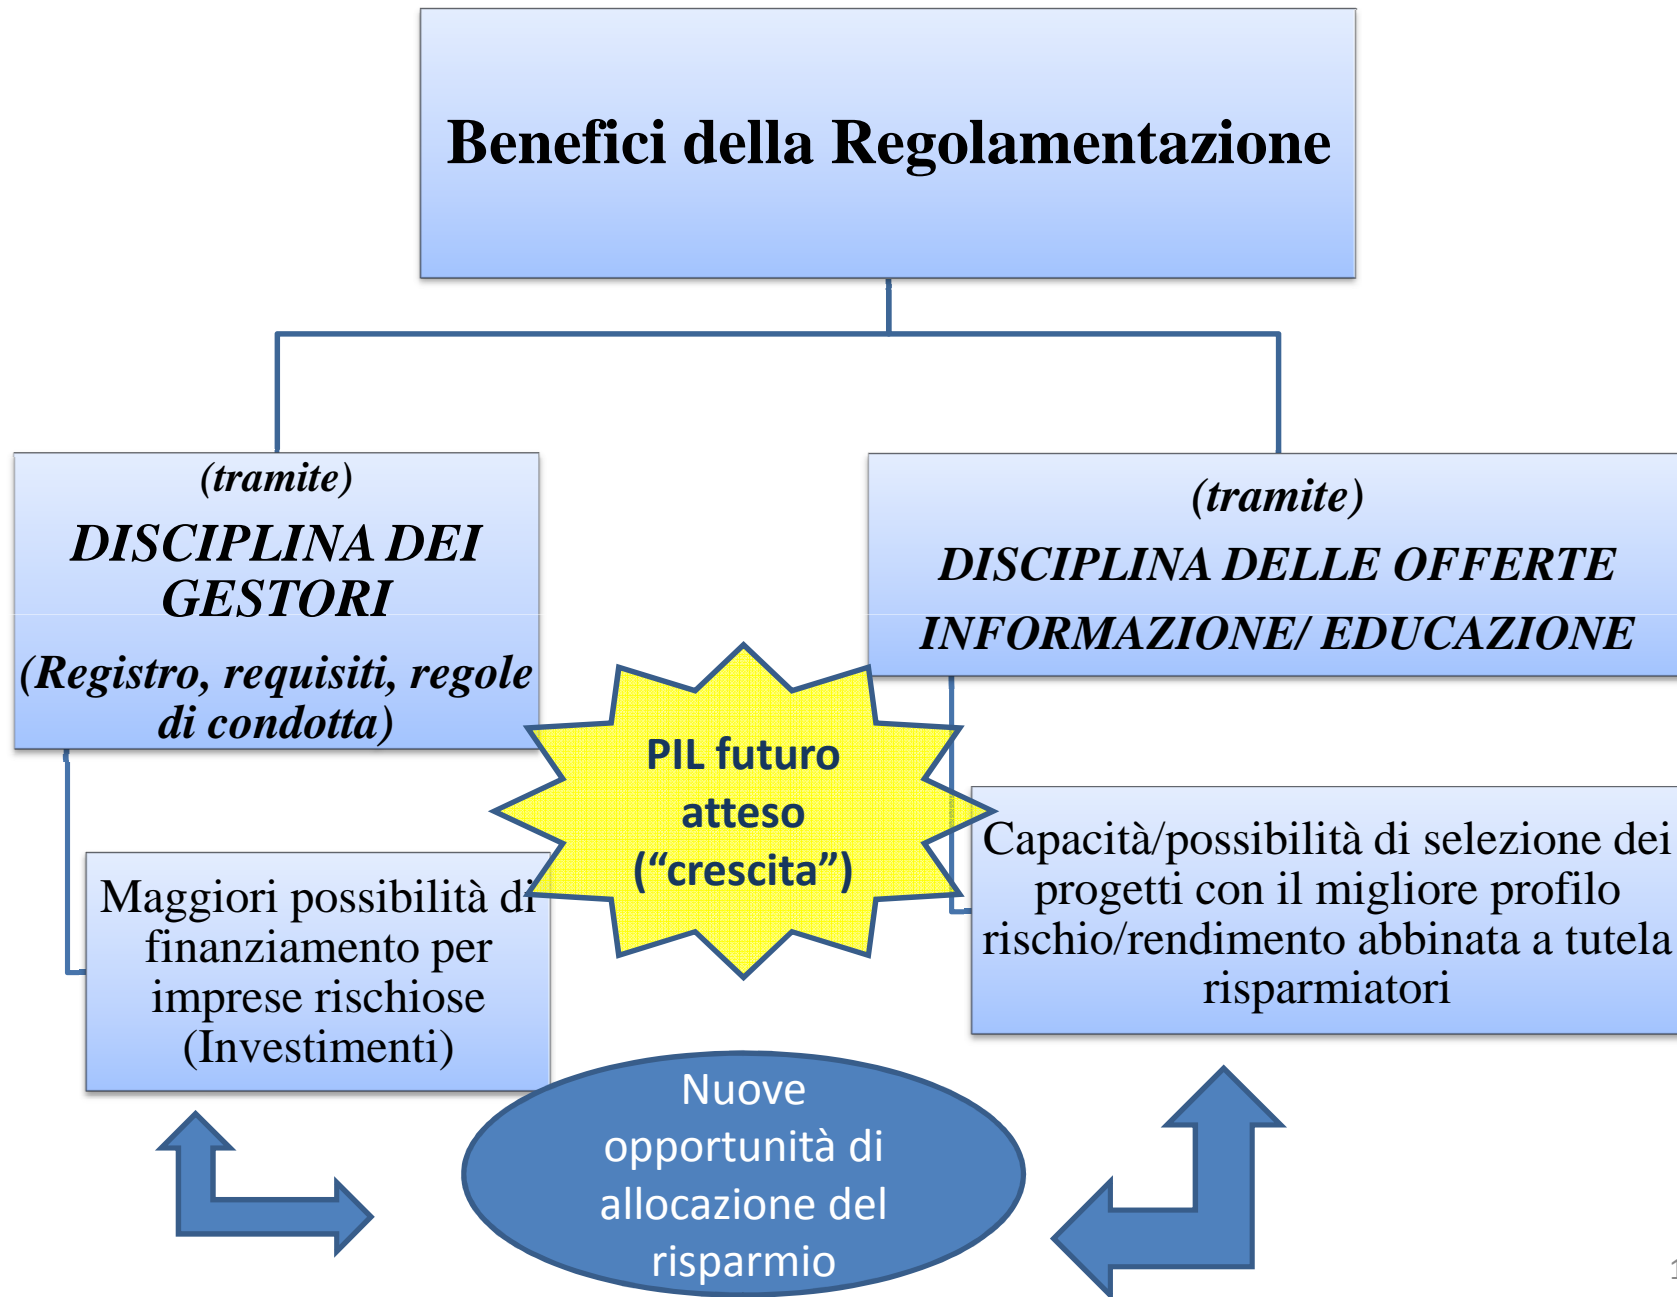 Benefici della Regolamentazione
(tramite)
DISCIPLINA DEI
GESTORI
(Registro, requisiti, regole
di condotta)
(tramite)
DISCIPLINA DELLE OFFERTE
INFORMAZIONE/ EDUCAZIONE
PIL futuro
atteso
(“crescita”)
Maggiori possibilità di
finanziamento per
imprese rischiose
(Investimenti)
Capacità/possibilità di selezione dei
progetti con il migliore profilo
rischio/rendimento abbinata a tutela
risparmiatori
Nuove
opportunità di
allocazione del
risparmio